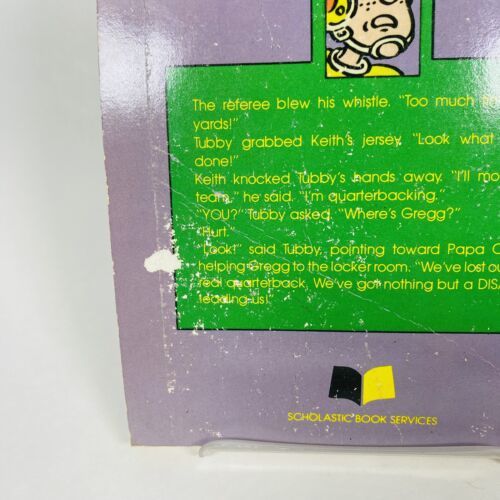 The referee blew his whistle. "Too much
yards!"
Tubby grabbed Keith's jersey. "Look what
done!"
Keith knocked Tubby's hands away. "I'll
team," he said. "I'm quarterbacking."
"YOU?" Tubby asked. "Where's Gregg?"
"Hurt.
"Look!" said Tubby, pointing toward Papa
helping Gregg to the locker room. "We've lost
real quarterback. We've got nothing but a
leading us!
SCHOLASTIC BOOK SERVICES